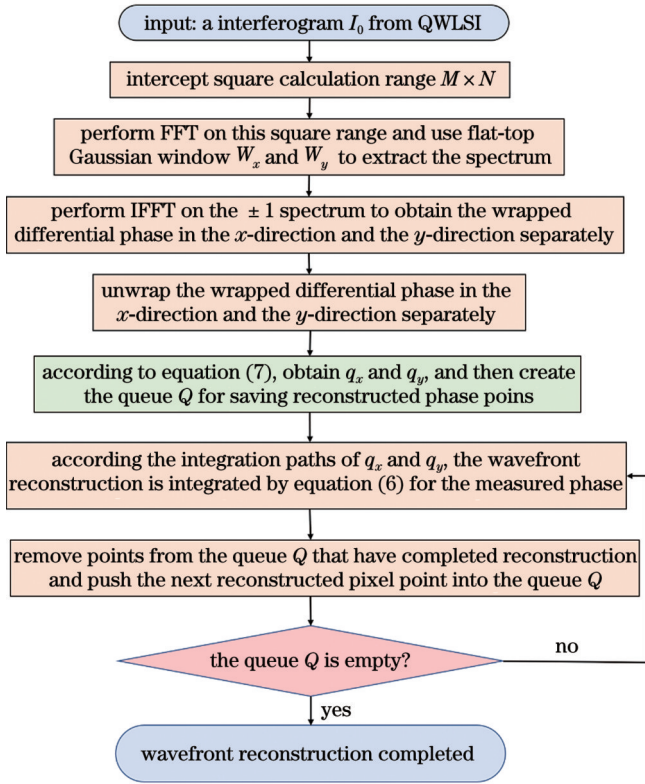 input: a interferogram I₀ from QWLSI
intercept square calculation range M × N
perform FFT on this square range and use flat-top
Gaussian window Wₓ and W_y to extract the spectrum
perform IFFT on the ± 1 spectrum to obtain the wrapped
differential phase in the x-direction and the y-direction separately
unwrap the wrapped differential phase in the
x-direction and the y-direction separately
according to equation (7), obtain qₓ and q_y, and then create
the queue Q for saving reconstructed phase poins
according the integration paths of qₓ and q_y, the wavefront
reconstruction is integrated by equation (6) for the measured phase
remove points from the queue Q that have completed reconstruction
and push the next reconstructed pixel point into the queue Q
the queue Q is empty?
no
yes
wavefront reconstruction completed